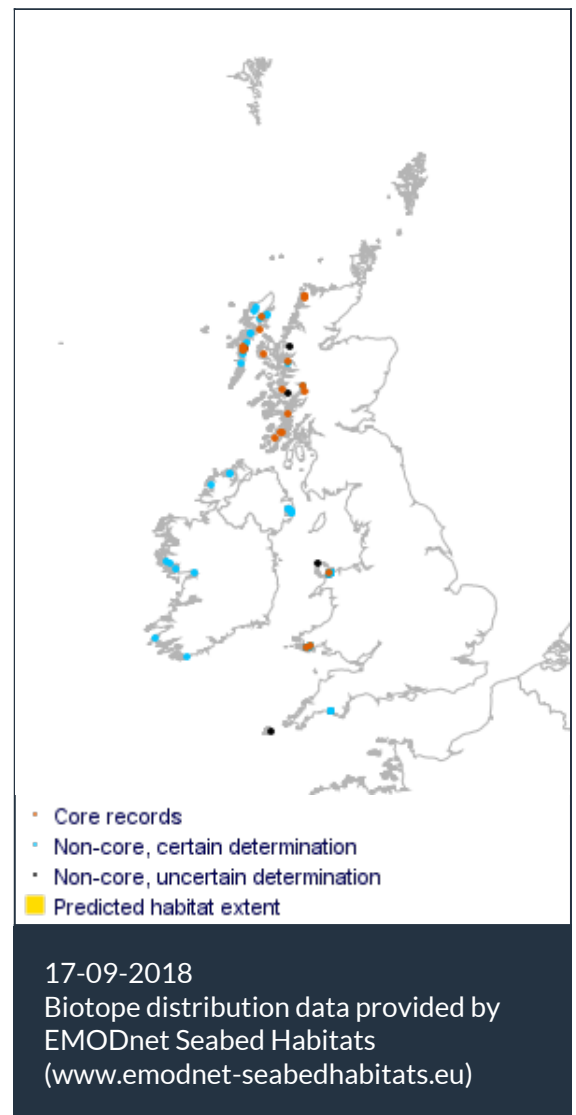 Core records
Non-core, certain determination
Non-core, uncertain determination
Predicted habitat extent
17-09-2018
Biotope distribution data provided by
EMODnet Seabed Habitats
(www.emodnet-seabedhabitats.eu)